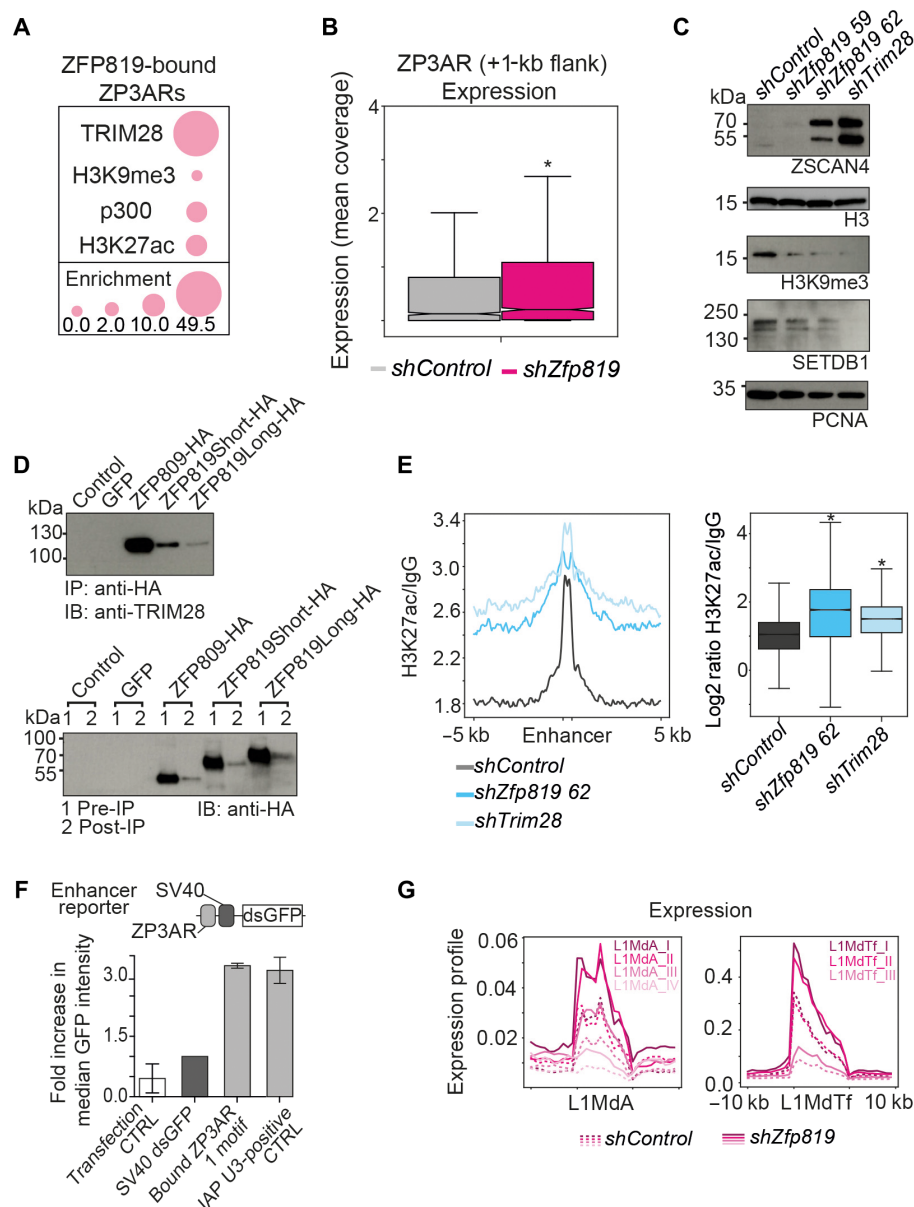 A
ZFP819-bound
ZP3ARs
TRIM28
H3K9me3
p300
H3K27ac
Enrichment
0.0 2.0 10.0 49.5
B
ZP3AR (+1-kb flank)
Expression
Expression (mean coverage)
4
2
*
shControl shZfp819
C
shControl
shZfp819 59
shZfp819 62
shTrim28
kDa
70
55
ZSCAN4
15
H3
15
H3K9me3
250
130
SETDB1
35
PCNA
D
Control
GFP
ZFP809-HA
ZFP819Short-HA
ZFP819Long-HA
kDa
130
100
IP: anti-HA
IB: anti-TRIM28
Control
GFP
ZFP809-HA
ZFP819Short-HA
ZFP819Long-HA
kDa 1 2 1 2 1 2 1 2 1 2
100
70
55
1 Pre-IP
2 Post-IP
IB: anti-HA
E
H3K27ac/IgG
3.4
3.0
2.6
2.2
1.8
−5 kb Enhancer 5 kb
shControl
shZfp819 62
shTrim28
Log2 ratio H3K27ac/IgG
4
2
0
*
*
shControl
shZfp819 62
shTrim28
F
Enhancer
reporter
SV40
dsGFP
ZP3AR
Fold increase in
median GFP intensity
3.0
1.5
0.0
Transfection
CTRL
SV40 dsGFP
Bound ZP3AR
1 motif
IAP U3-positive
CTRL
G
Expression
Expression profile
0.06
0.04
0.02
L1MdA_I
L1MdA_II
L1MdA_III
L1MdA_IV
L1MdA
0.4
0.2
0.0
L1MdTf_I
L1MdTf_II
L1MdTf_III
−10 kb L1MdTf 10 kb
shControl shZfp819